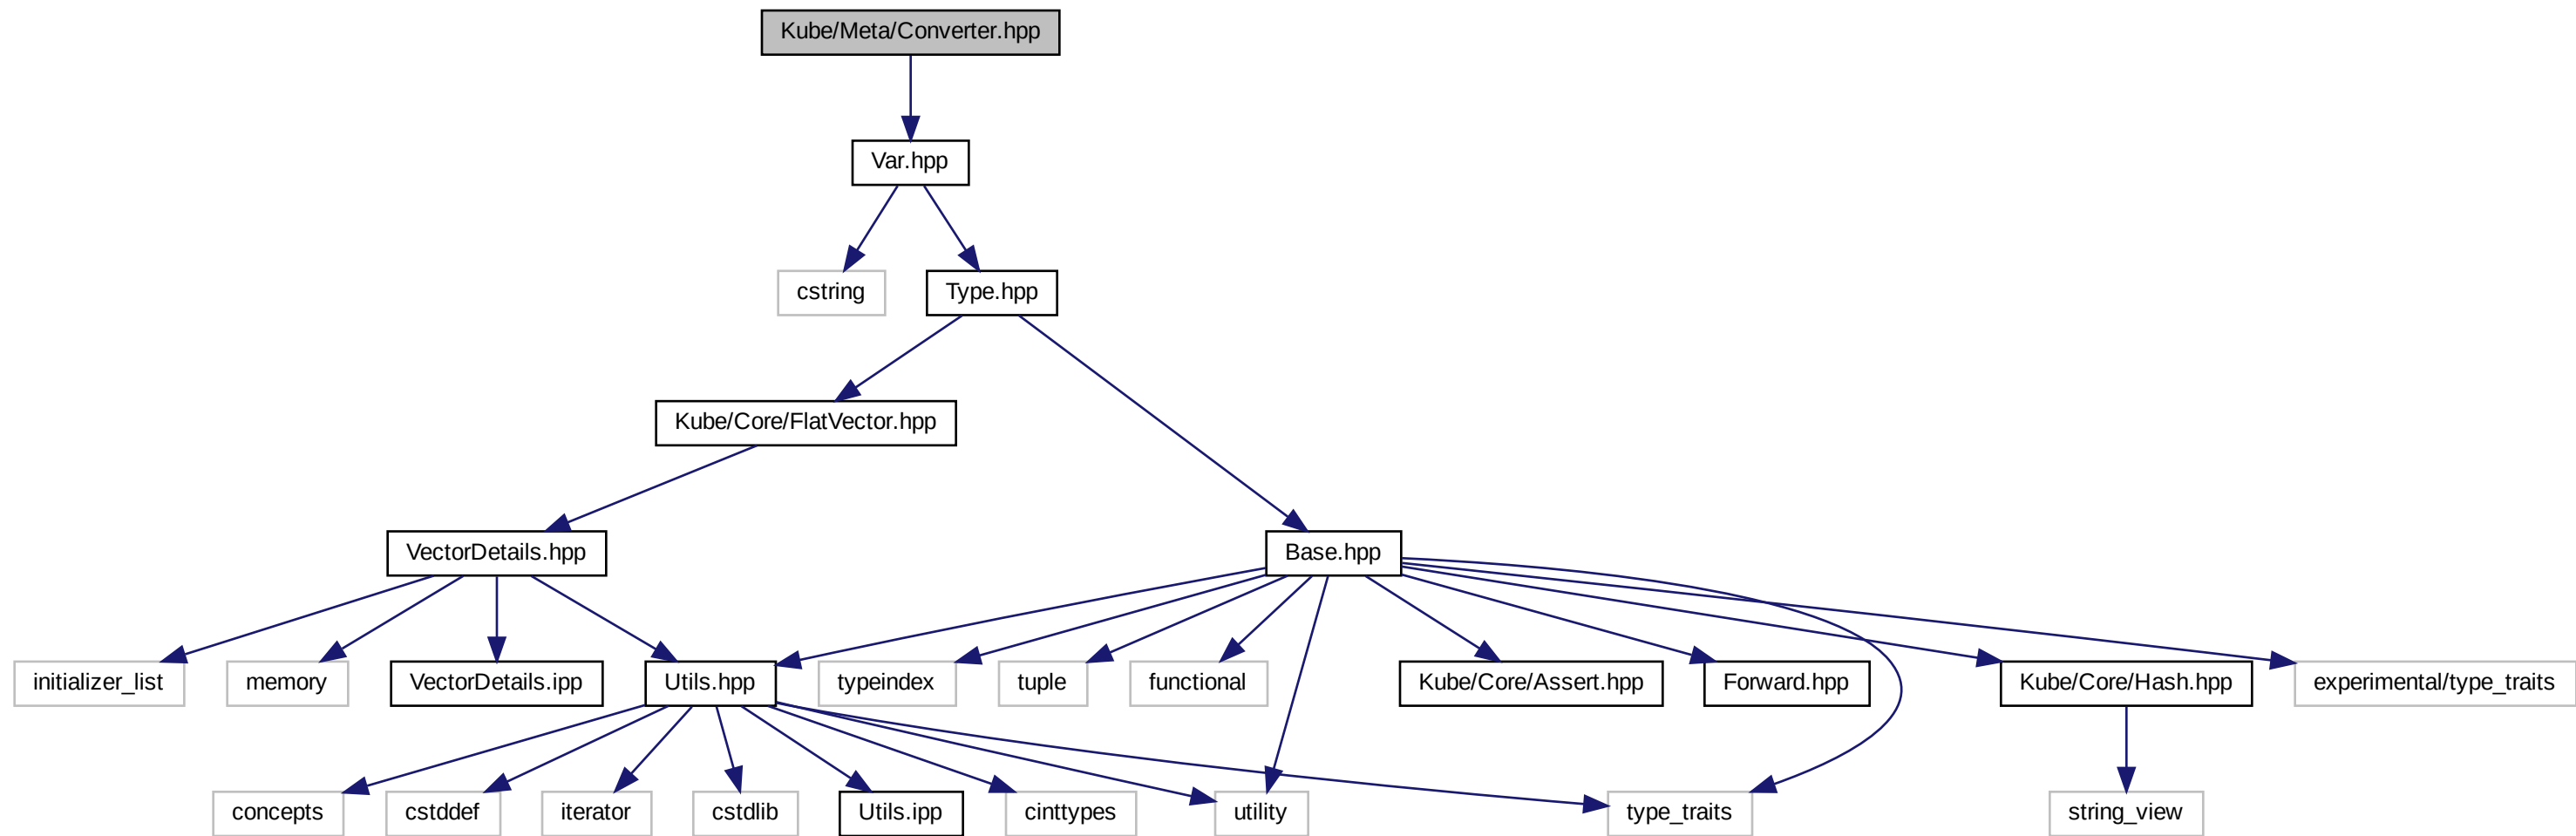 Kube/Meta/Converter.hpp
Var.hpp
cstring
Type.hpp
Kube/Core/FlatVector.hpp
VectorDetails.hpp
Base.hpp
initializer_list
memory
VectorDetails.ipp
Utils.hpp
typeindex
tuple
functional
Kube/Core/Assert.hpp
Forward.hpp
Kube/Core/Hash.hpp
experimental/type_traits
concepts
cstddef
iterator
cstdlib
Utils.ipp
cinttypes
utility
type_traits
string_view